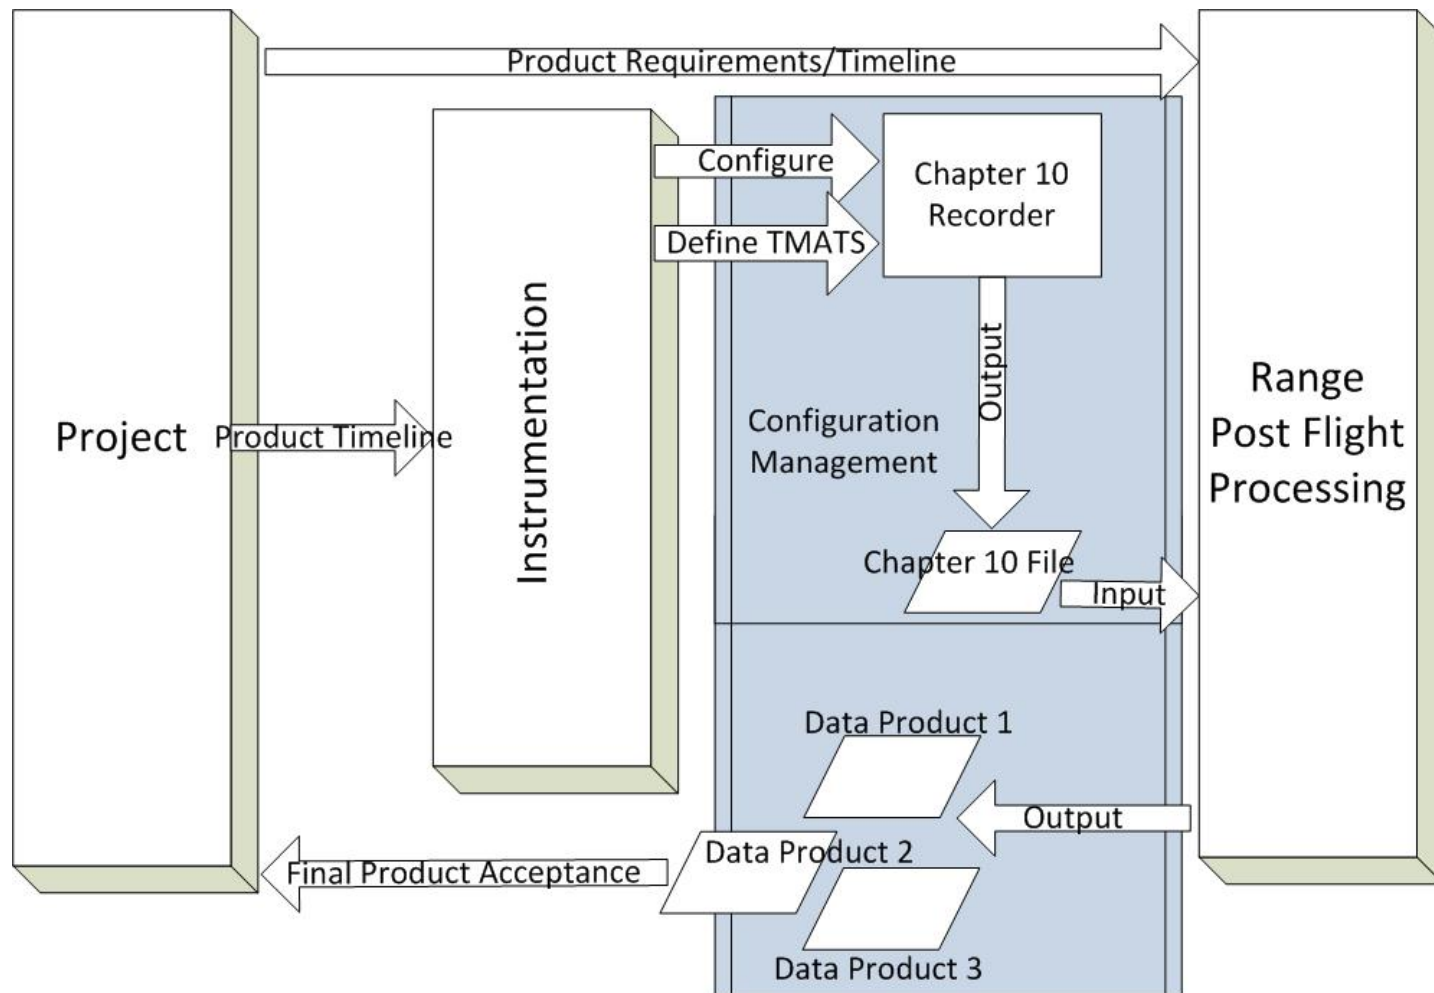 Product Requirements/Timeline
Configure
Chapter 10
Recorder
Define TMATS
Instrumentation
Output
Project
Product Timeline
Configuration
Management
Range
Post Flight
Processing
Chapter 10 File
Input
Data Product 1
Output
Data Product 2
Final Product Acceptance
Data Product 3